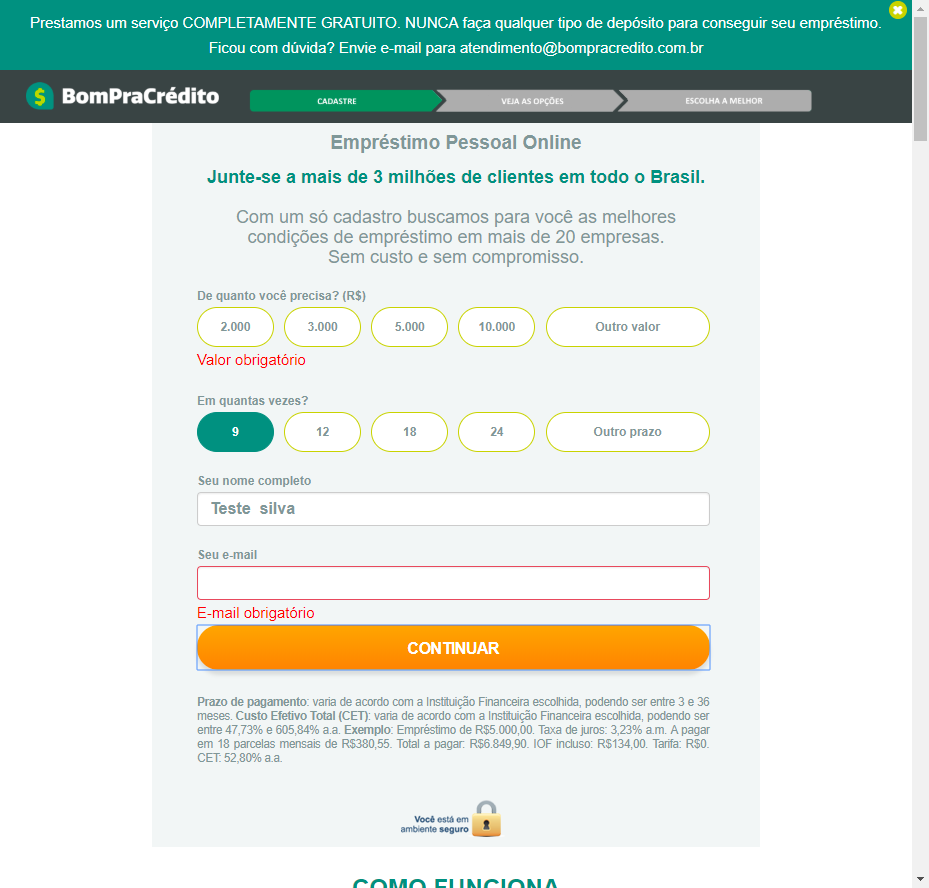 Prestamos um serviço COMPLETAMENTE GRATUITO. NUNCA faça qualquer tipo de depósito para conseguir seu empréstimo.
Ficou com dúvida? Envie e-mail para atendimento@bompracredito.com.br
$ BomPraCrédito
CADASTRE
VEJA AS OPÇÕES
ESCOLHA A MELHOR
Empréstimo Pessoal Online
Junte-se a mais de 3 milhões de clientes em todo o Brasil.
Com um só cadastro buscamos para você as melhores
condições de empréstimo em mais de 20 empresas.
Sem custo e sem compromisso.
De quanto você precisa? (R$)
2.000 3.000 5.000 10.000 Outro valor
Valor obrigatório
Em quantas vezes?
9 12 18 24 Outro prazo
Seu nome completo
Teste silva
Seu e-mail
E-mail obrigatório
CONTINUAR
Prazo de pagamento: varia de acordo com a Instituição Financeira escolhida, podendo ser entre 3 e 36
meses. Custo Efetivo Total (CET): varia de acordo com a Instituição Financeira escolhida, podendo ser
entre 47,73% e 605,84% a.a. Exemplo: Empréstimo de R$5.000,00. Taxa de juros: 3,23% a.m. A pagar
em 18 parcelas mensais de R$380,55. Total a pagar: R$6.849,90. IOF incluso: R$134,00. Tarifa: R$0.
CET: 52,80% a.a.
Você está em
ambiente seguro
COMO FUNCIONA